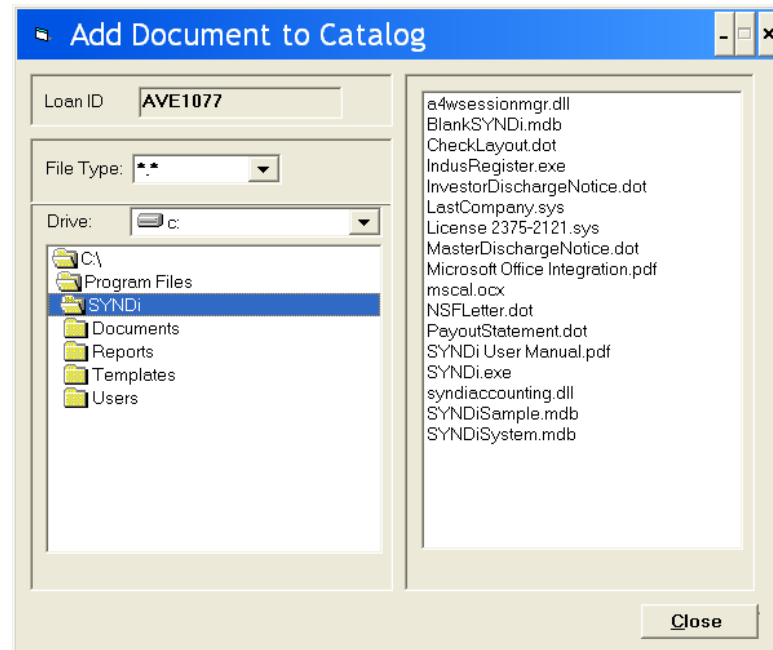 Add Document to Catalog
Loan ID AVE1077
File Type: *.*
Drive: c:
C:\
Program Files
SYNDi
Documents
Reports
Templates
Users
a4wsessionmgr.dll
BlankSYNDi.mdb
CheckLayout.dot
IndusRegister.exe
InvestorDischargeNotice.dot
LastCompany.sys
License 2375-2121.sys
MasterDischargeNotice.dot
Microsoft Office Integration.pdf
mscal.ocx
NSFLetter.dot
PayoutStatement.dot
SYNDi User Manual.pdf
SYNDi.exe
syndiaccounting.dll
SYNDiSample.mdb
SYNDiSystem.mdb
Close